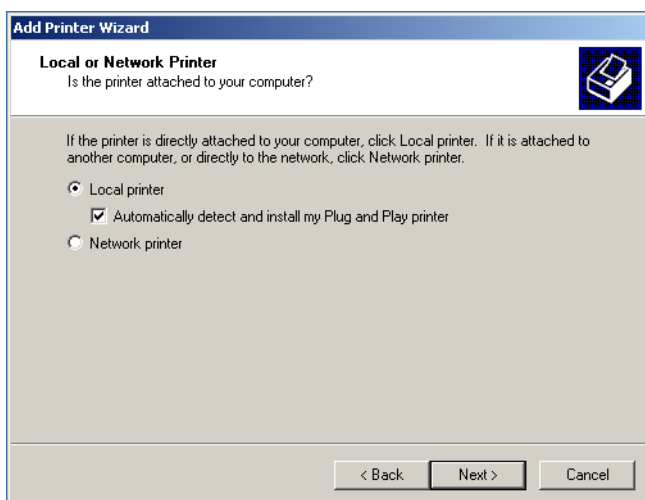 Add Printer Wizard
Local or Network Printer
Is the printer attached to your computer?
If the printer is directly attached to your computer, click Local printer.  If it is attached to
another computer, or directly to the network, click Network printer.
Local printer
Automatically detect and install my Plug and Play printer
Network printer
< Back
Next >
Cancel